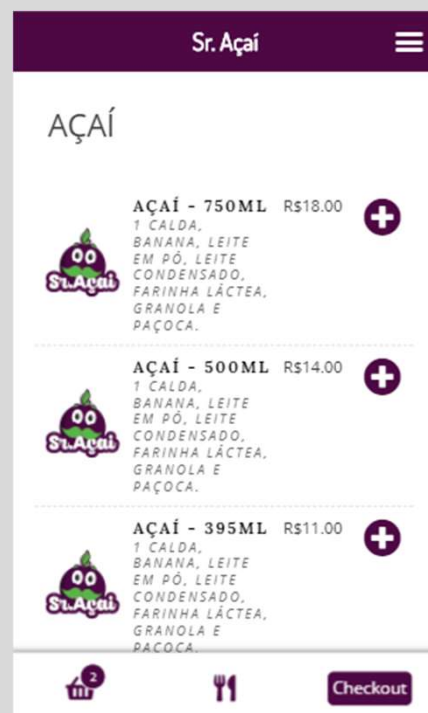 Sr. Açaí
AÇAÍ
AÇAÍ - 750ML R$18.00
1 CALDA,
BANANA, LEITE
EM PÓ, LEITE
CONDENSADO,
FARINHA LÁCTEA,
GRANOLA E
PAÇOCA.
Sr.Açaí
AÇAÍ - 500ML R$14.00
1 CALDA,
BANANA, LEITE
EM PÓ, LEITE
CONDENSADO,
FARINHA LÁCTEA,
GRANOLA E
PAÇOCA.
Sr.Açaí
AÇAÍ - 395ML R$11.00
1 CALDA,
BANANA, LEITE
EM PÓ, LEITE
CONDENSADO,
FARINHA LÁCTEA,
GRANOLA E
PAÇOCA.
Sr.Açaí
2
Checkout